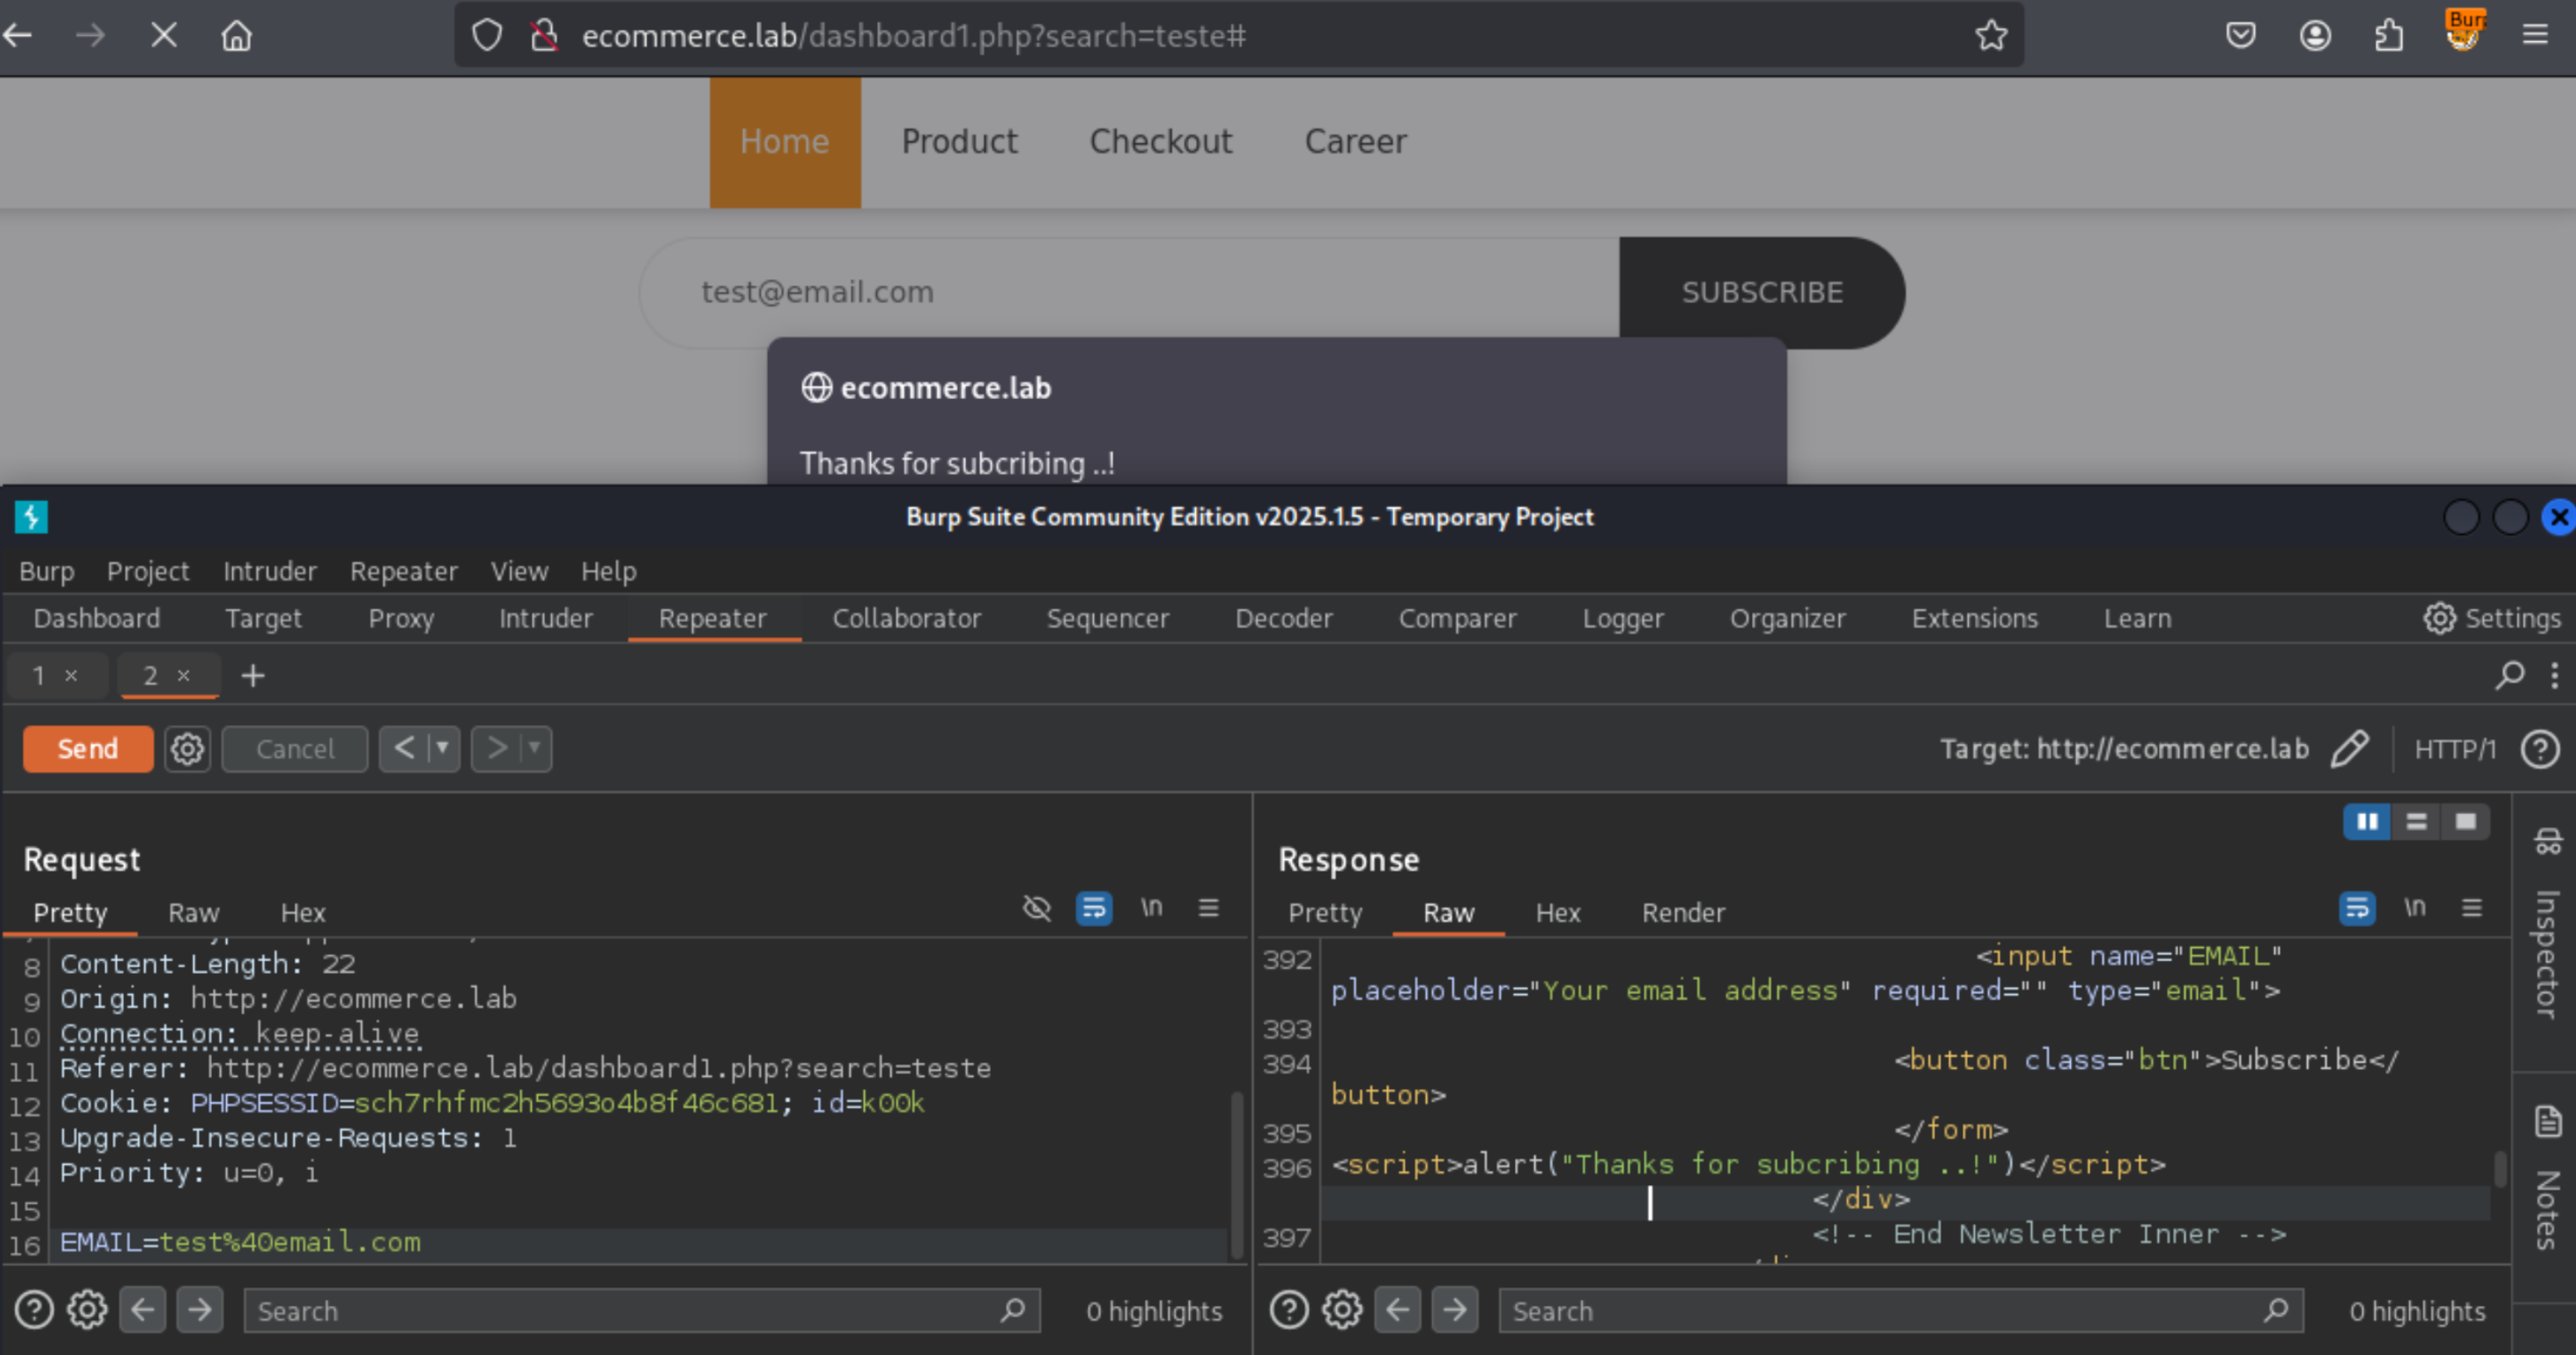 ecommerce.lab/dashboard1.php?search=teste#
Burp
Home Product Checkout Career
test@email.com SUBSCRIBE
ecommerce.lab
Thanks for subcribing ..!
Burp Suite Community Edition v2025.1.5 - Temporary Project
Burp Project Intruder Repeater View Help
Dashboard Target Proxy Intruder Repeater Collaborator Sequencer Decoder Comparer Logger Organizer Extensions Learn Settings
1 × 2 × +
Send Cancel < > Target: http://ecommerce.lab HTTP/1
Request
Pretty Raw Hex \n
8 Content-Length: 22
9 Origin: http://ecommerce.lab
10 Connection: keep-alive
11 Referer: http://ecommerce.lab/dashboard1.php?search=teste
12 Cookie: PHPSESSID=sch7rhfmc2h5693o4b8f46c681; id=k00k
13 Upgrade-Insecure-Requests: 1
14 Priority: u=0, i
15
16 EMAIL=test%40email.com
Search 0 highlights
Response
Pretty Raw Hex Render \n
392 <input name="EMAIL"
placeholder="Your email address" required="" type="email">
393
394 <button class="btn">Subscribe</
button>
395 </form>
396 <script>alert("Thanks for subcribing ..!")</script>
</div>
397 <!-- End Newsletter Inner -->
Search 0 highlights
Inspector
Notes